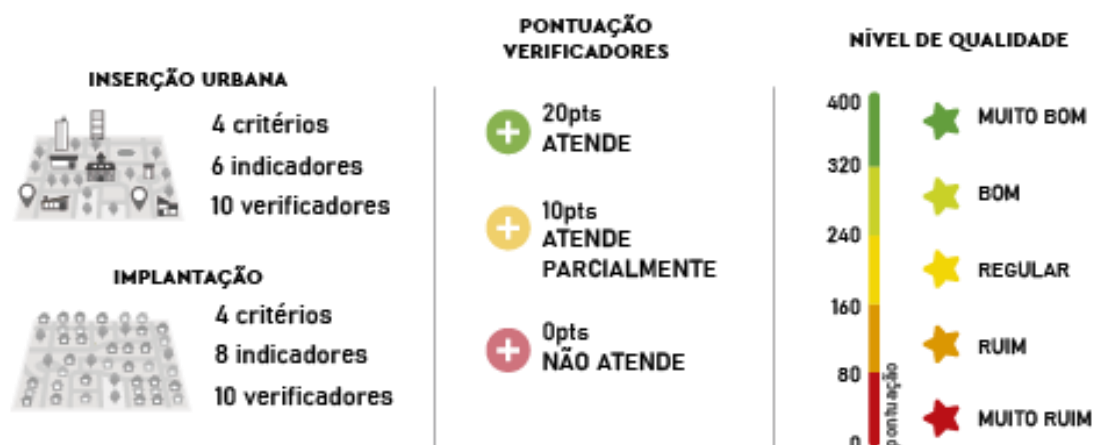 INSERÇÃO URBANA
4 critérios
6 indicadores
10 verificadores
IMPLANTAÇÃO
4 critérios
8 indicadores
10 verificadores
PONTUAÇÃO
VERIFICADORES
20pts
ATENDE
10pts
ATENDE
PARCIALMENTE
0pts
NÃO ATENDE
NÍVEL DE QUALIDADE
400
320
240
160
80
0
pontuação
MUITO BOM
BOM
REGULAR
RUIM
MUITO RUIM